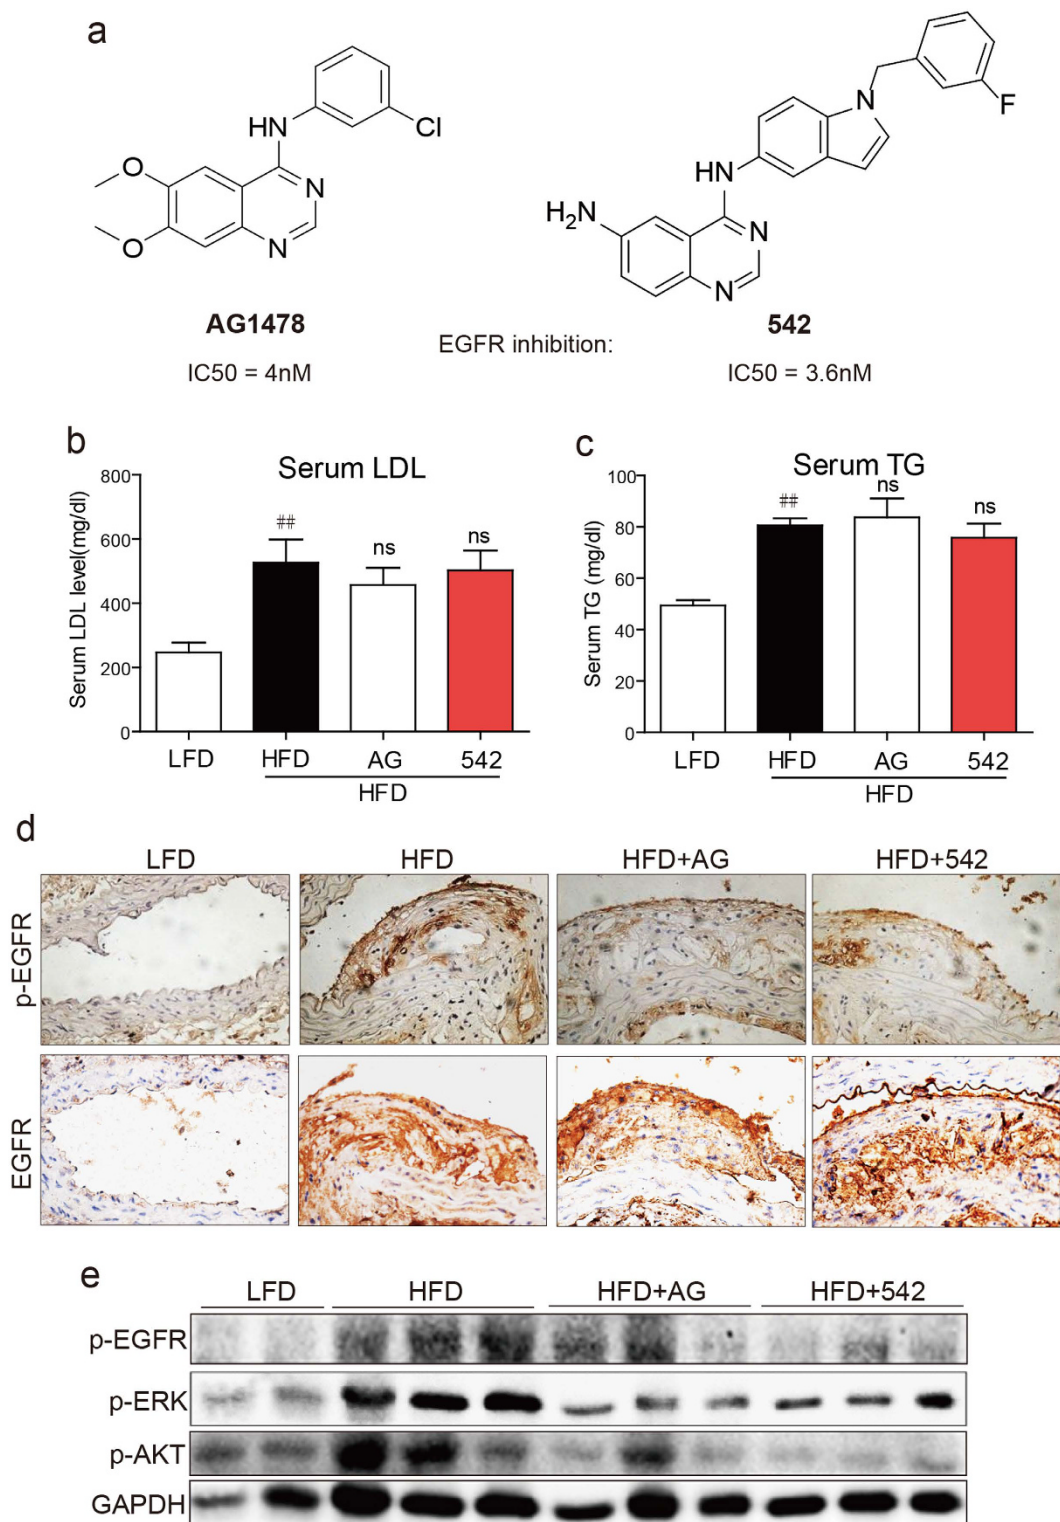 a
HN
Cl
O
O
N
N
N
F
HN
H₂N
N
N
AG1478
542
EGFR inhibition:
IC50 = 4nM
IC50 = 3.6nM
b
Serum LDL
Serum LDL level(mg/dl)
800
600
400
200
0
##
ns
ns
LFD
HFD
AG
542
HFD
c
Serum TG
Serum TG (mg/dl)
100
80
60
40
20
0
##
ns
ns
LFD
HFD
AG
542
HFD
d
LFD
HFD
HFD+AG
HFD+542
p-EGFR
EGFR
e
LFD
HFD
HFD+AG
HFD+542
p-EGFR
p-ERK
p-AKT
GAPDH